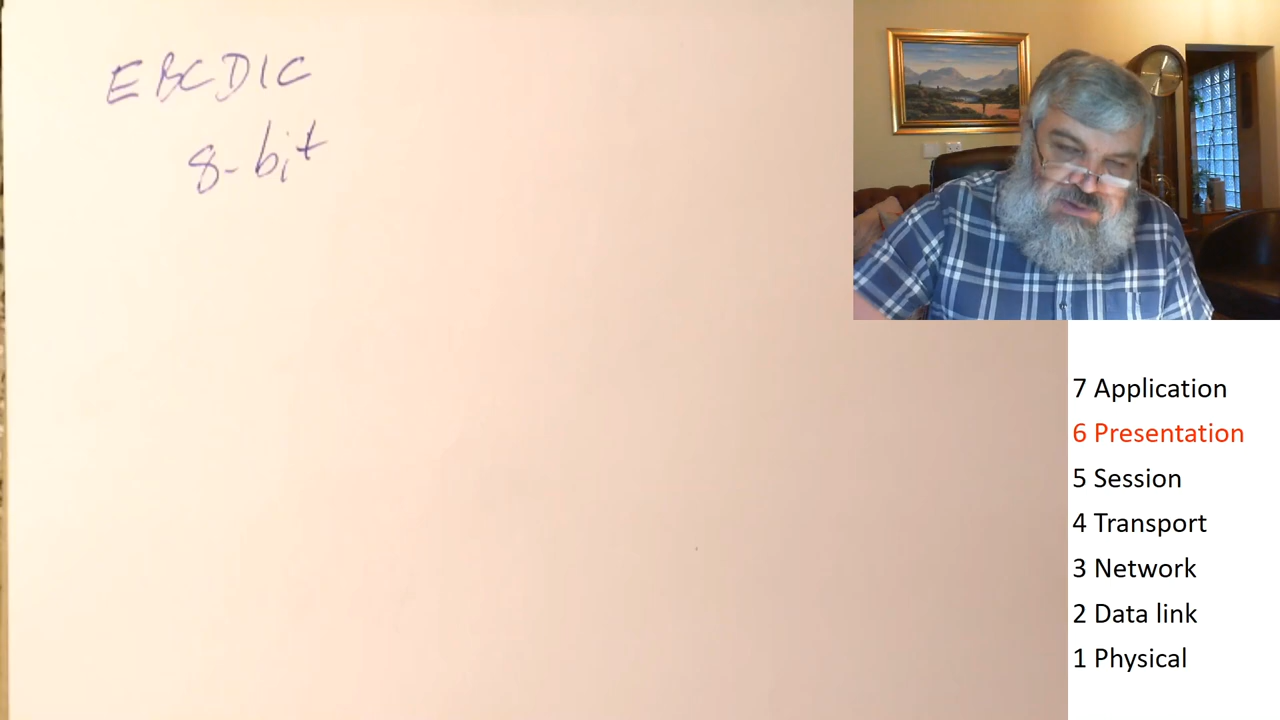 EBCDIC
8-bit
7 Application
6 Presentation
5 Session
4 Transport
3 Network
2 Data link
1 Physical